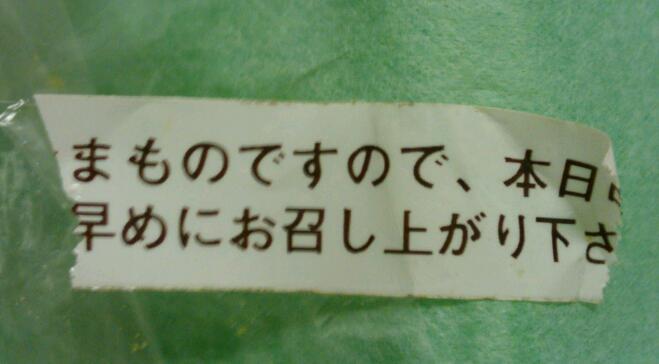 まものですので、本日
早めにお召し上がり下さ